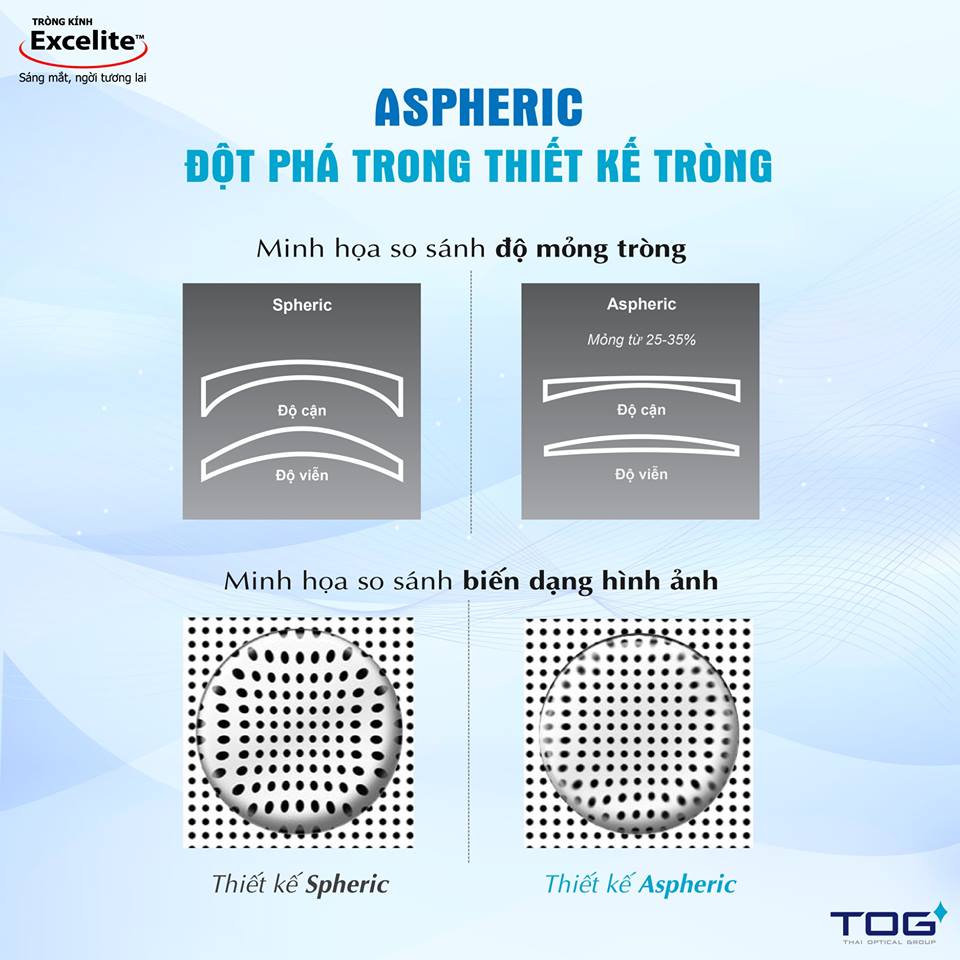 TRÒNG KÍNH
Excelite™
Sáng mắt, ngời tương lai
ASPHERIC
ĐỘT PHÁ TRONG THIẾT KẾ TRÒNG
Minh họa so sánh độ mỏng tròng
Spheric
Độ cận
Độ viễn
Aspheric
Mỏng từ 25-35%
Độ cận
Độ viễn
Minh họa so sánh biến dạng hình ảnh
Thiết kế Spheric
Thiết kế Aspheric
TOG
THAI OPTICAL GROUP